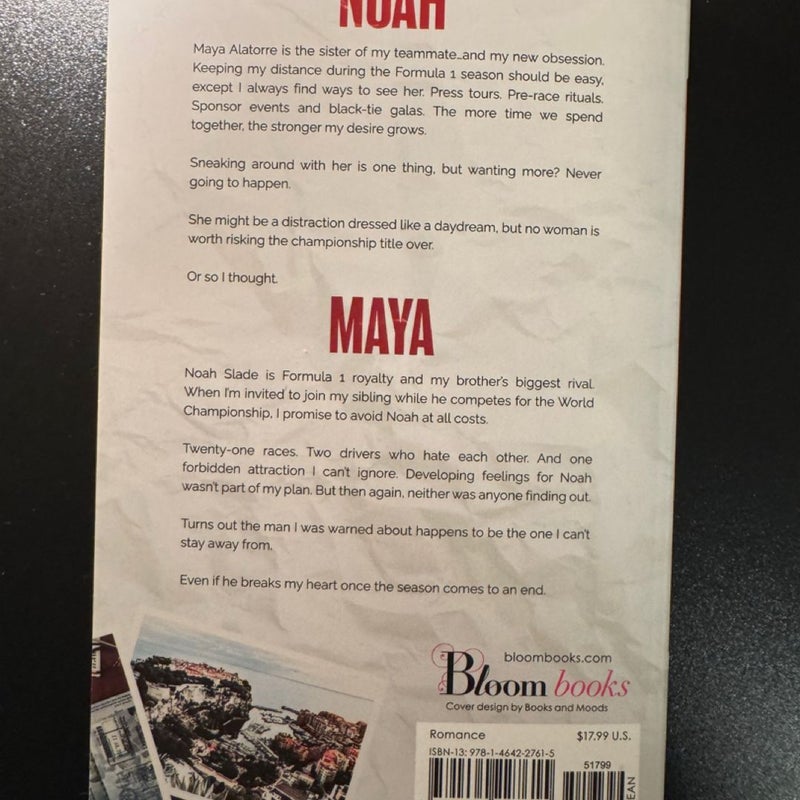 NOAH
Maya Alatorre is the sister of my teammate…and my new obsession.
Keeping my distance during the Formula 1 season should be easy,
except I always find ways to see her. Press tours. Pre-race rituals.
Sponsor events and black-tie galas. The more time we spend
together, the stronger my desire grows.
Sneaking around with her is one thing, but wanting more? Never
going to happen.
She might be a distraction dressed like a daydream, but no woman is
worth risking the championship title over.
Or so I thought.
MAYA
Noah Slade is Formula 1 royalty and my brother's biggest rival.
When I'm invited to join my sibling while he competes for the World
Championship, I promise to avoid Noah at all costs.
Twenty-one races. Two drivers who hate each other. And one
forbidden attraction I can't ignore. Developing feelings for Noah
wasn't part of my plan. But then again, neither was anyone finding out.
Turns out the man I was warned about happens to be the one I can't
stay away from.
Even if he breaks my heart once the season comes to an end.
bloombooks.com
Bloom books
Cover design by Books and Moods
Romance $17.99 U.S.
ISBN-13: 978-1-4642-2761-5
51799
EAN